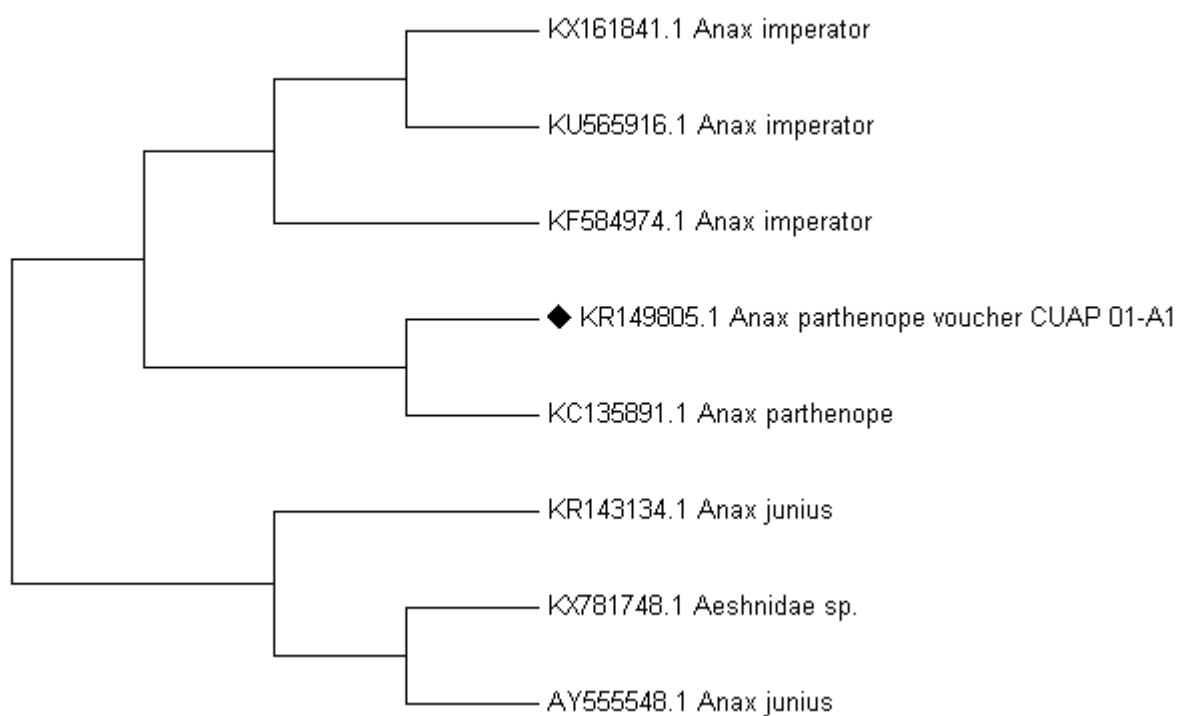 KX161841.1 Anax imperator
KU565916.1 Anax imperator
KF584974.1 Anax imperator
KR149805.1 Anax parthenope voucher CUAP 01-A1
KC135891.1 Anax parthenope
KR143134.1 Anax junius
KX781748.1 Aeshnidae sp.
AY555548.1 Anax junius